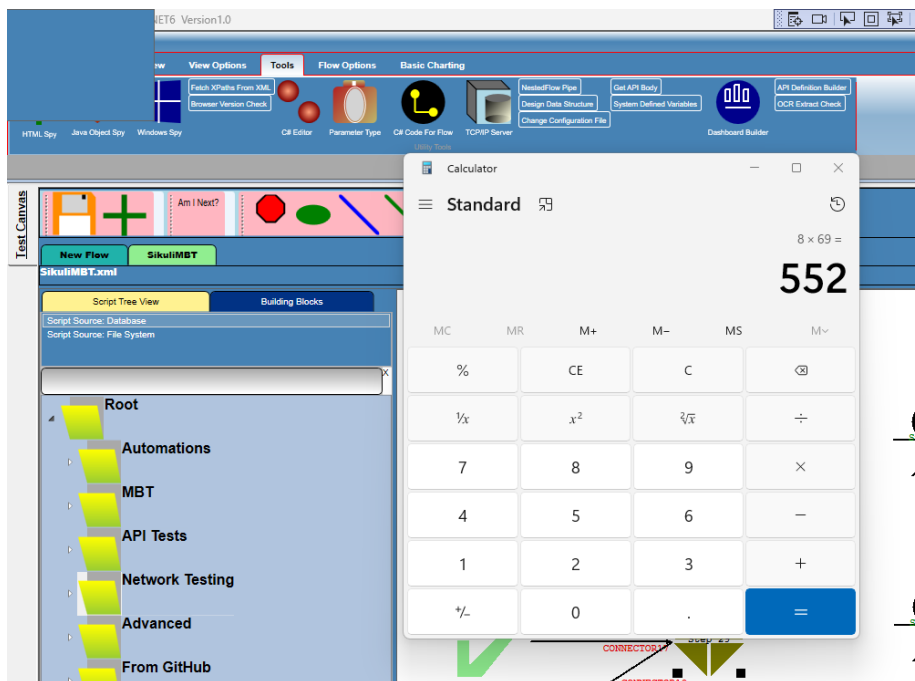 NET6 Version1.0
View Options
Tools
Flow Options
Basic Charting
HTML Spy
Java Object Spy
Windows Spy
Fetch XPaths From XML
Browser Version Check
C# Editor
Parameter Type
C# Code For Flow
TCP/IP Server
NestedFlow Pipe
Design Data Structure
Change Configuration File
Get API Body
System Defined Variables
Dashboard Builder
API Definition Builder
OCR Extract Check
Utility Tools
Test Canvas
Am I Next?
New Flow
SikuliMBT
SikuliMBT.xml
Script Tree View
Building Blocks
Script Source: Database
Script Source: File System
X
Root
Automations
MBT
API Tests
Network Testing
Advanced
From GitHub
Calculator
Standard
8 × 69 =
552
MC MR M+ M− MS M
% CE C
¹/x x² ²√x ÷
7 8 9 ×
4 5 6 −
1 2 3 +
+/− 0 . =
Step 25
CONNECTOR17